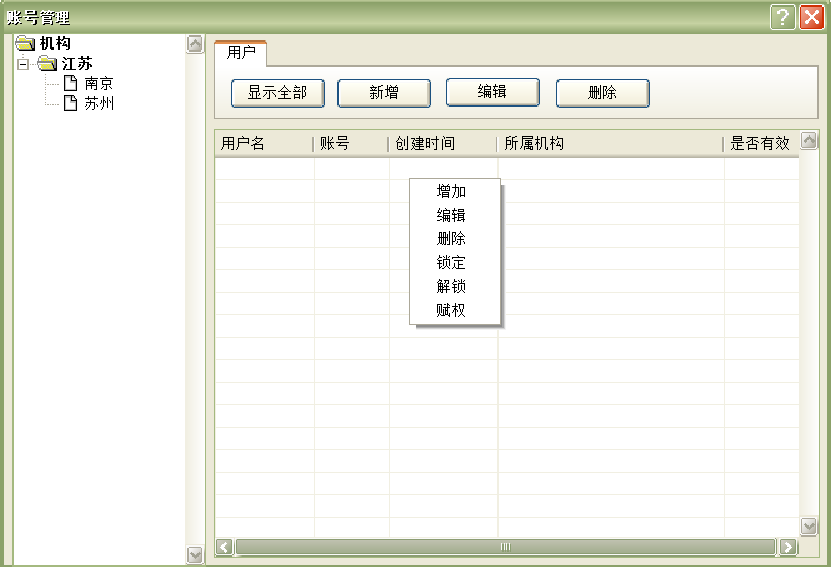 账号管理
机构
江苏
南京
苏州
用户
显示全部 新增 编辑 删除
用户名 账号 创建时间 所属机构 是否有效
增加
编辑
删除
锁定
解锁
赋权